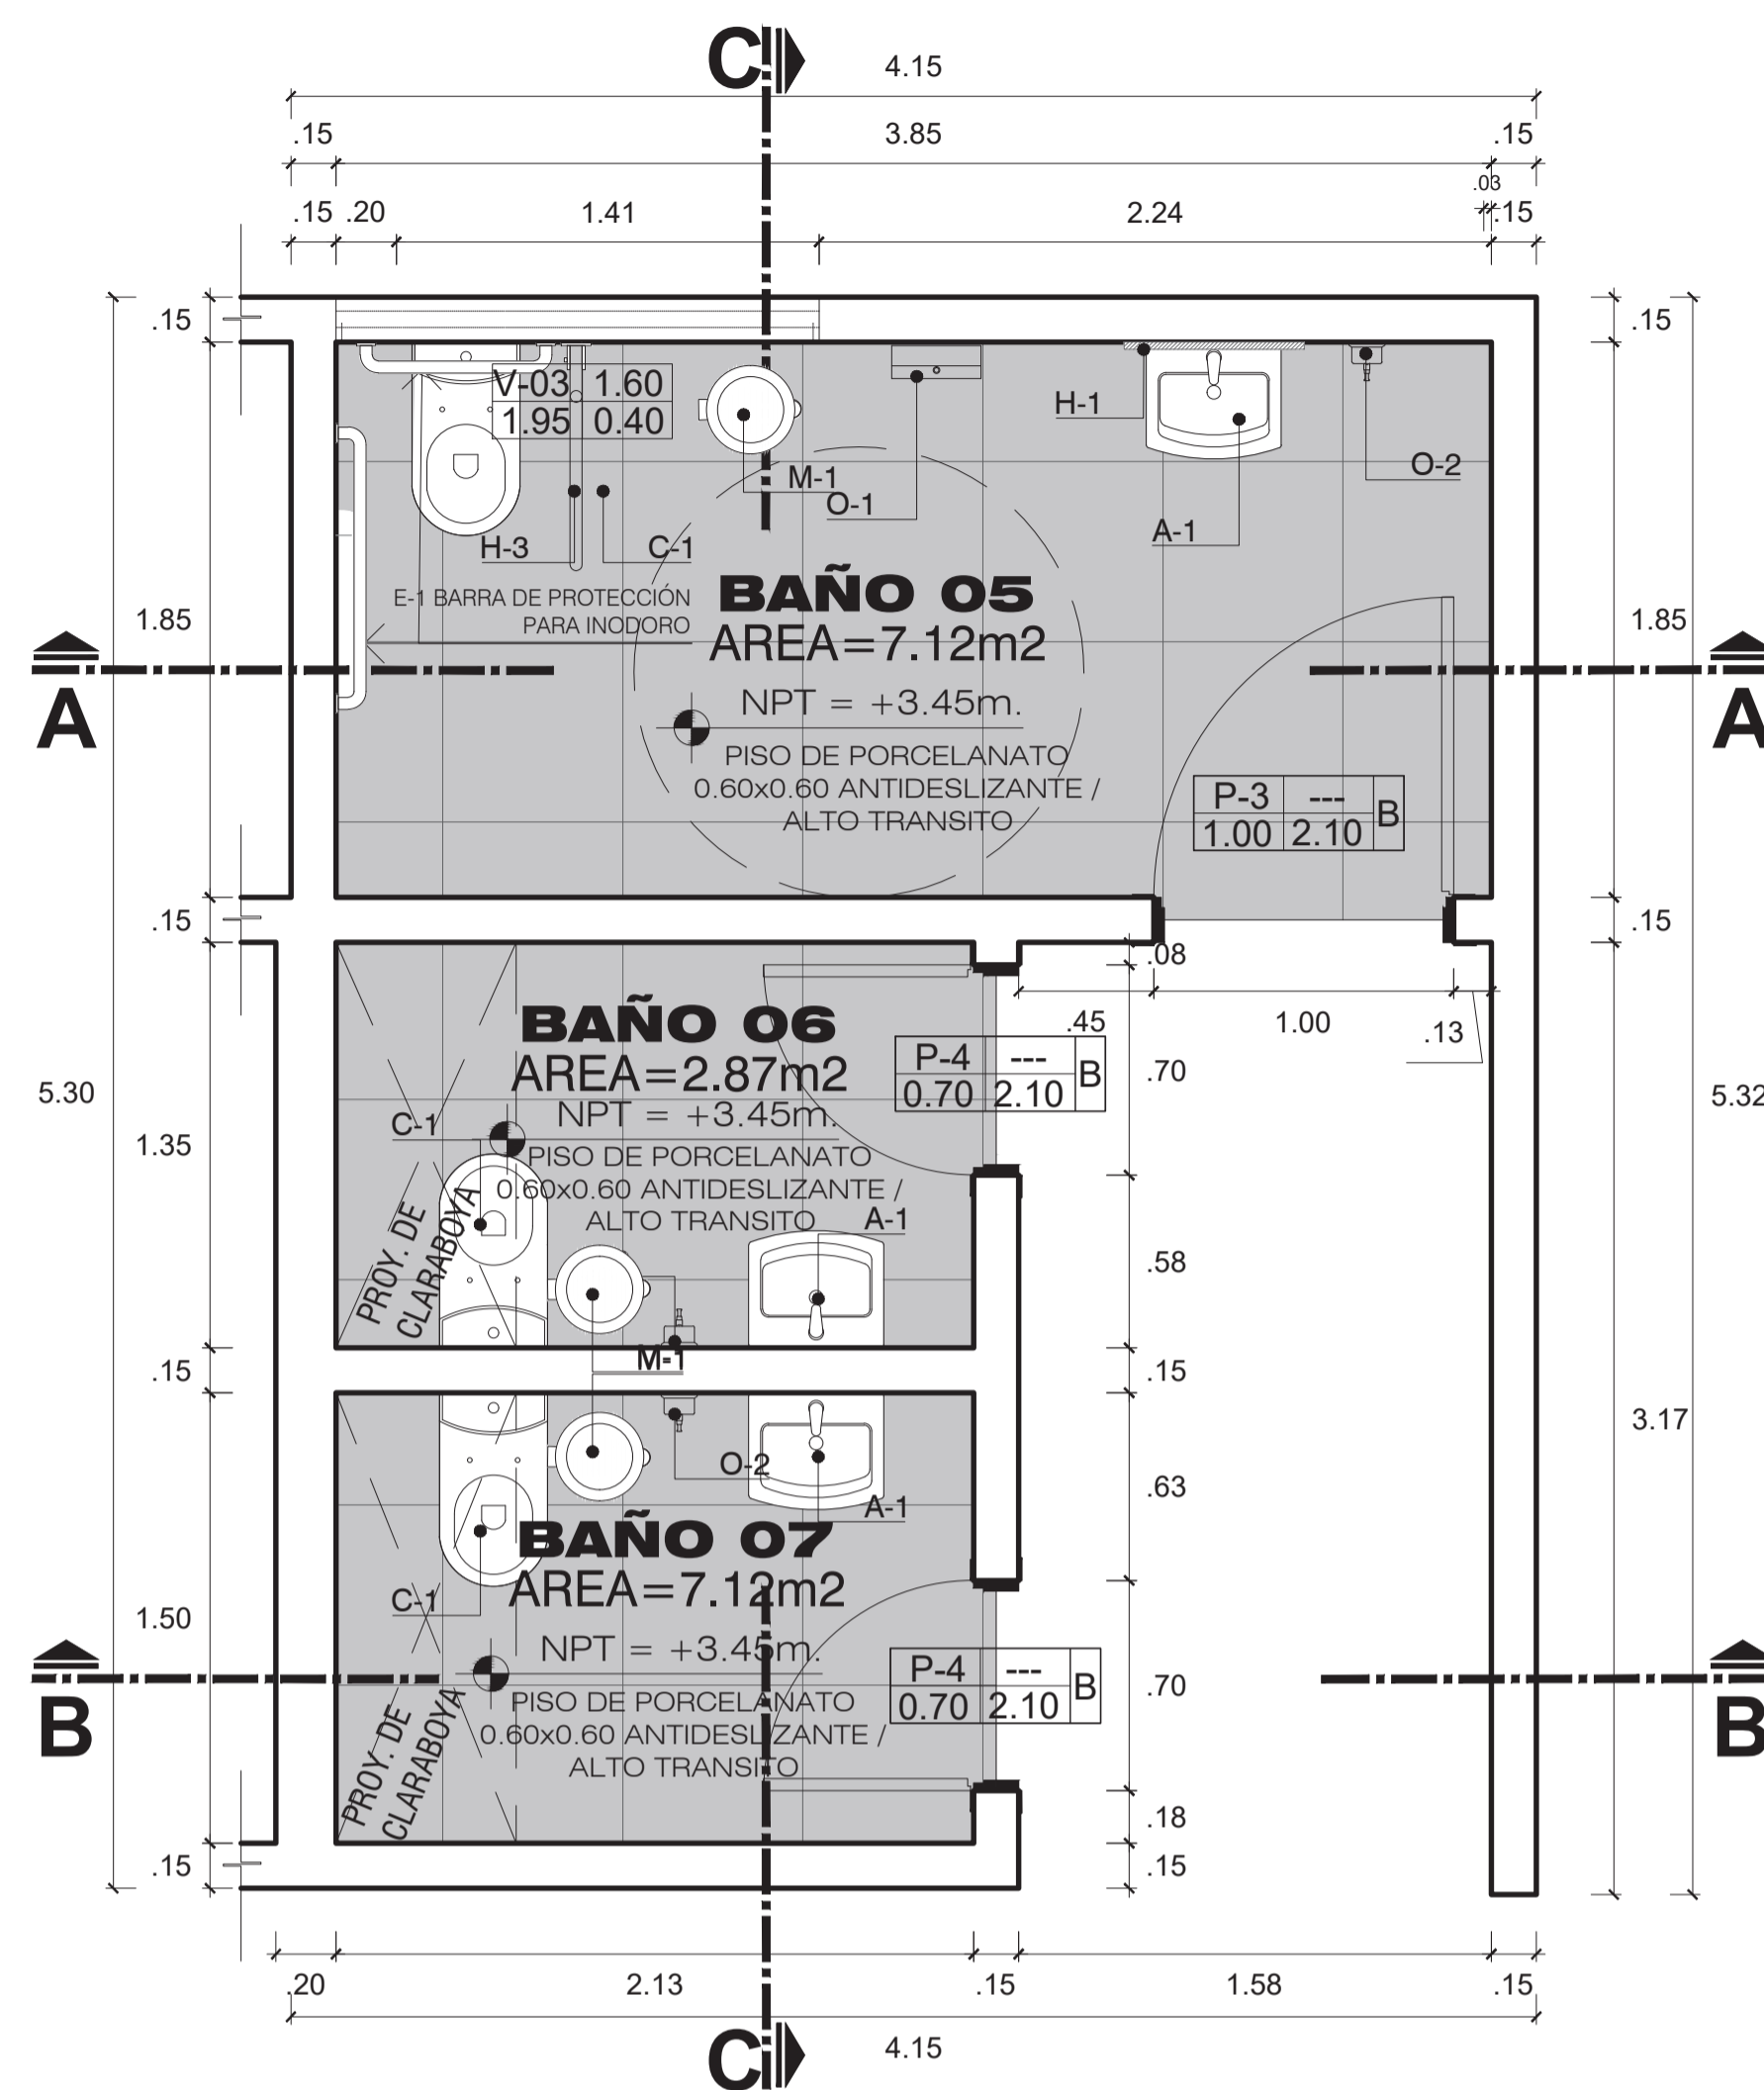 C
4.15
.15 3.85 .15
.03
.15 .20 1.41 2.24 .15
.15
.15
V-03 1.60
1.95 0.40
H-1
M-1
O-1
O-2
A-1
H-3
C-1
E-1 BARRA DE PROTECCIÓN
PARA INODORO
BAÑO 05
AREA=7.12m2
1.85
1.85
A
A
NPT = +3.45m.
PISO DE PORCELANATO
0.60x0.60 ANTIDESLIZANTE /
ALTO TRANSITO
P-3 --- B
1.00 2.10
.15
.15
.08
.45 1.00 .13
BAÑO 06
AREA=2.87m2
NPT = +3.45m.
C-1
PISO DE PORCELANATO
0.60x0.60 ANTIDESLIZANTE /
ALTO TRANSITO
P-4 --- B
0.70 2.10
.70
5.30
5.32
1.35
PROY. DE
CLARABOYA
A-1
.58
M-1
.15
.15
3.17
O-2
A-1
.63
BAÑO 07
AREA=7.12m2
C-1
1.50
NPT = +3.45m.
PISO DE PORCELANATO
0.60x0.60 ANTIDESLIZANTE /
ALTO TRANSITO
P-4 --- B
0.70 2.10
.70
B
B
PROY. DE
CLARABOYA
.18
.15
.15
.20 2.13 .15 1.58 .15
4.15
C